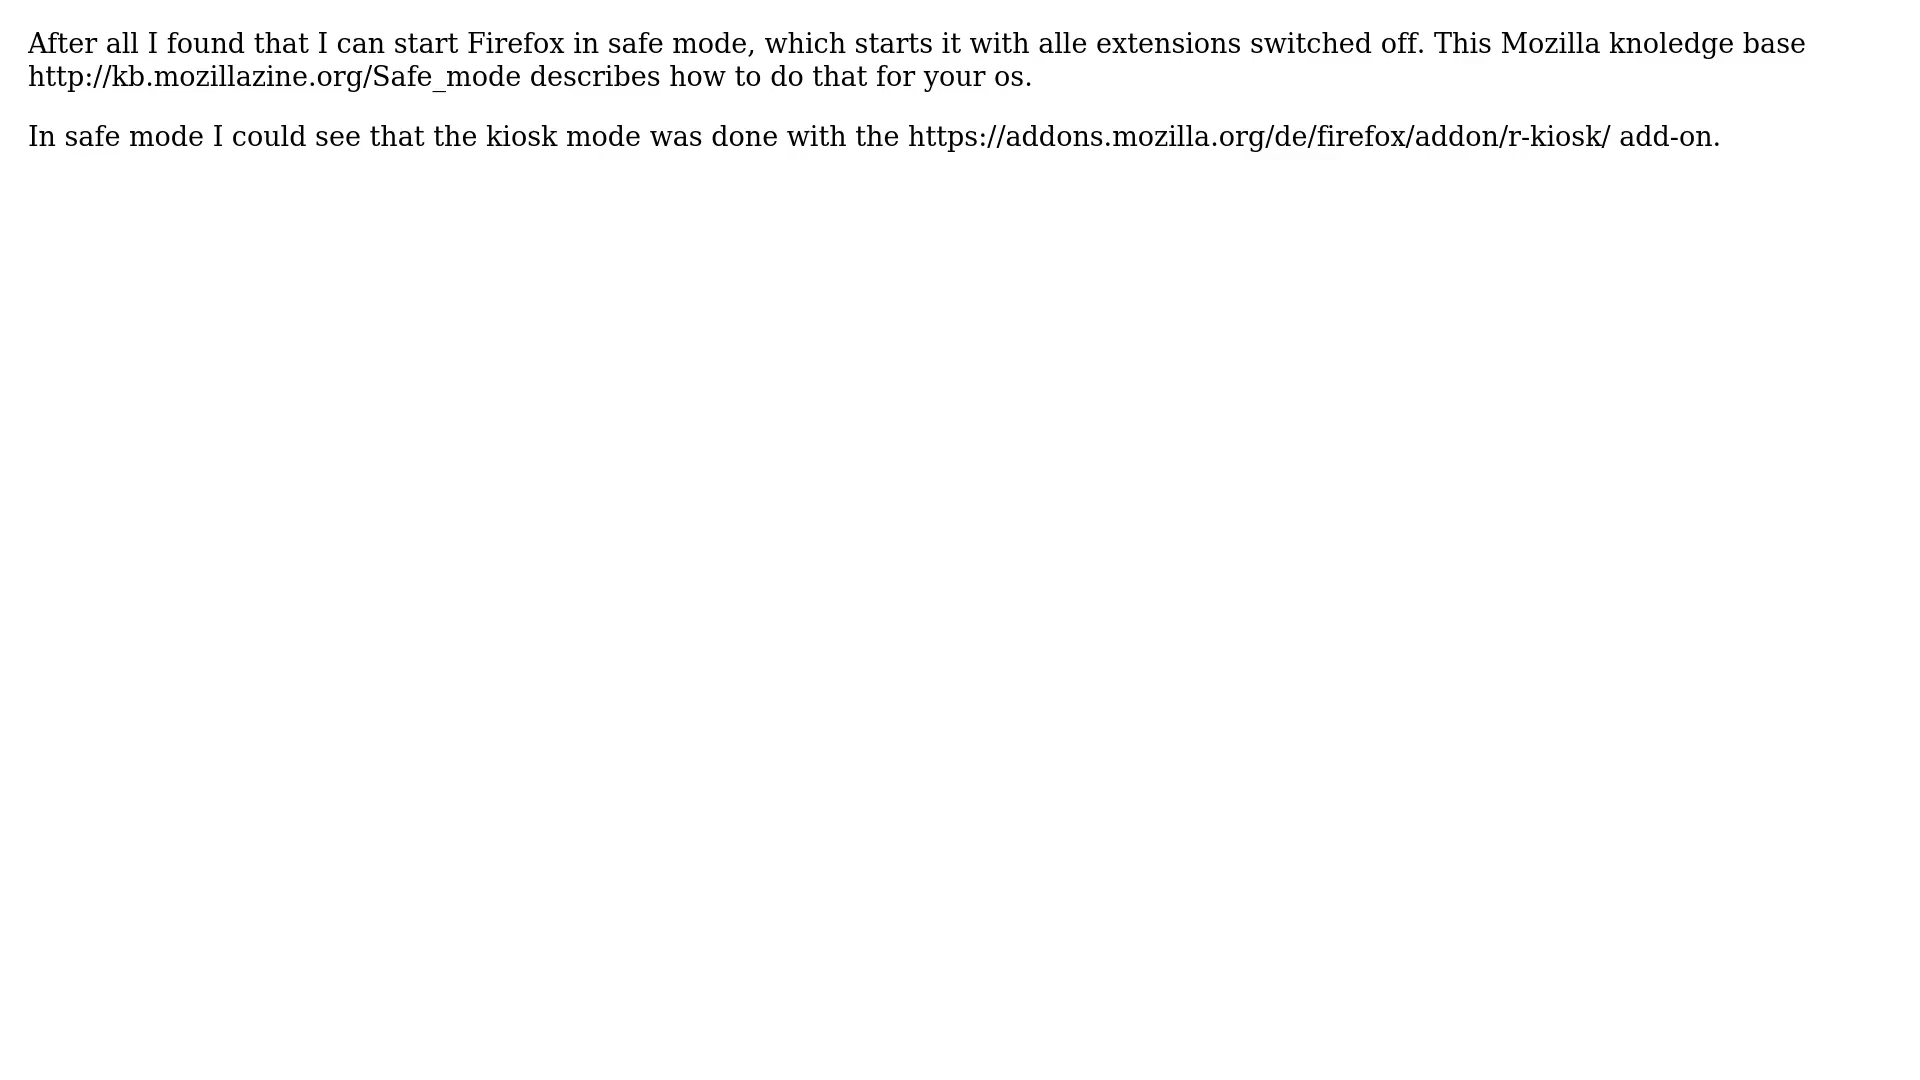 After all I found that I can start Firefox in safe mode, which starts it with alle extensions switched off. This Mozilla knoledge base
http://kb.mozillazine.org/Safe_mode describes how to do that for your os.
In safe mode I could see that the kiosk mode was done with the https://addons.mozilla.org/de/firefox/addon/r-kiosk/ add-on.